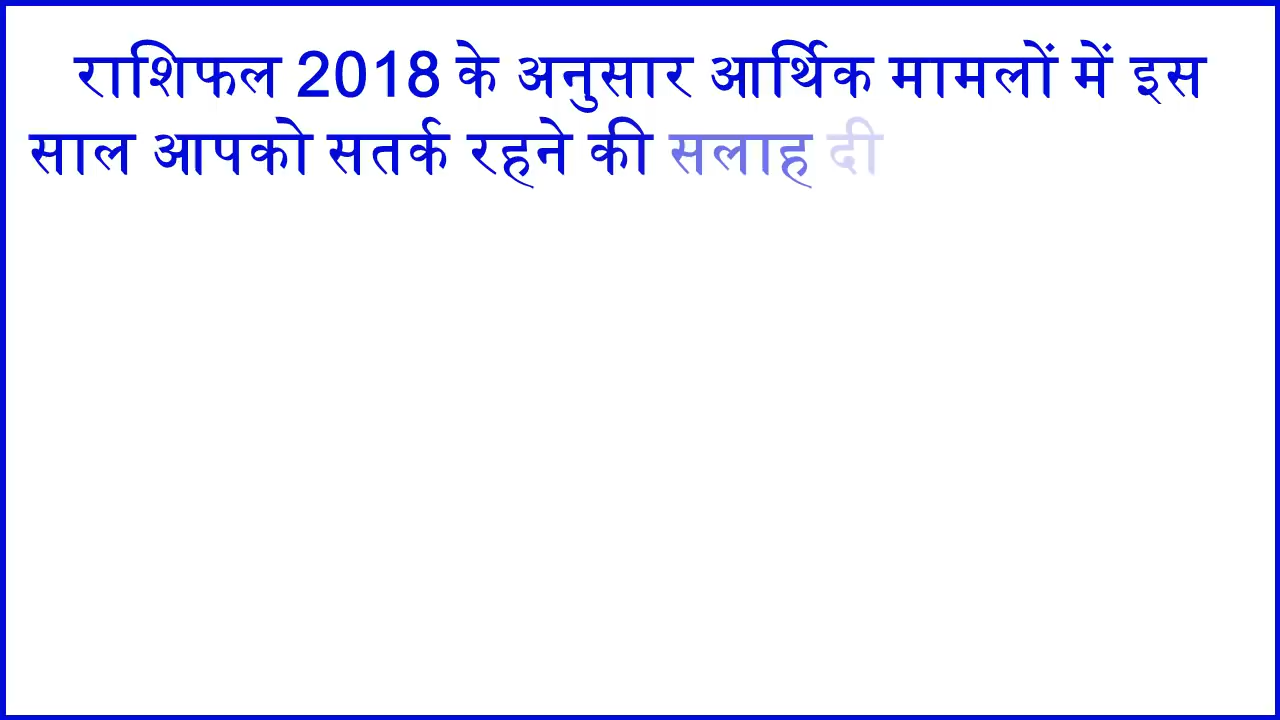 राशिफल 2018 के अनुसार आर्थिक मामलों में इस
साल आपको सतर्क रहने की सलाह दी